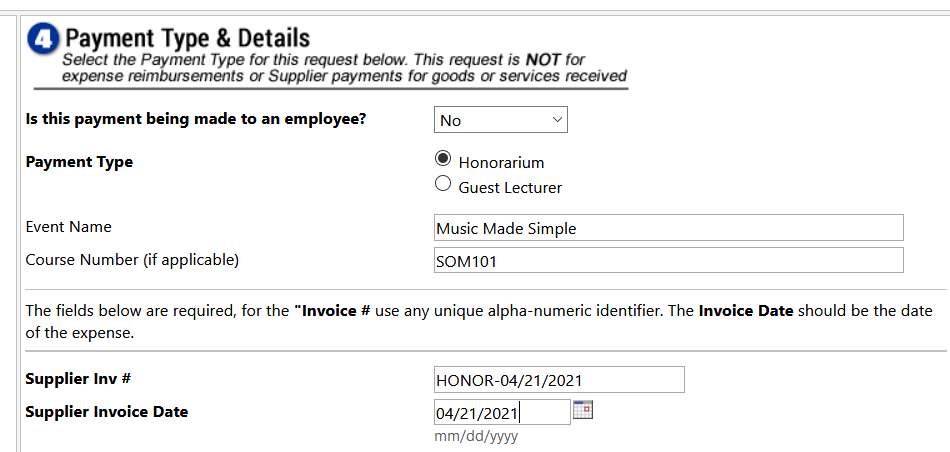 4 Payment Type & Details
Select the Payment Type for this request below. This request is NOT for
expense reimbursements or Supplier payments for goods or services received
Is this payment being made to an employee? No
Payment Type Honorarium
Guest Lecturer
Event Name Music Made Simple
Course Number (if applicable) SOM101
The fields below are required, for the "Invoice # use any unique alpha-numeric identifier. The Invoice Date should be the date
of the expense.
Supplier Inv # HONOR-04/21/2021
Supplier Invoice Date 04/21/2021
mm/dd/yyyy